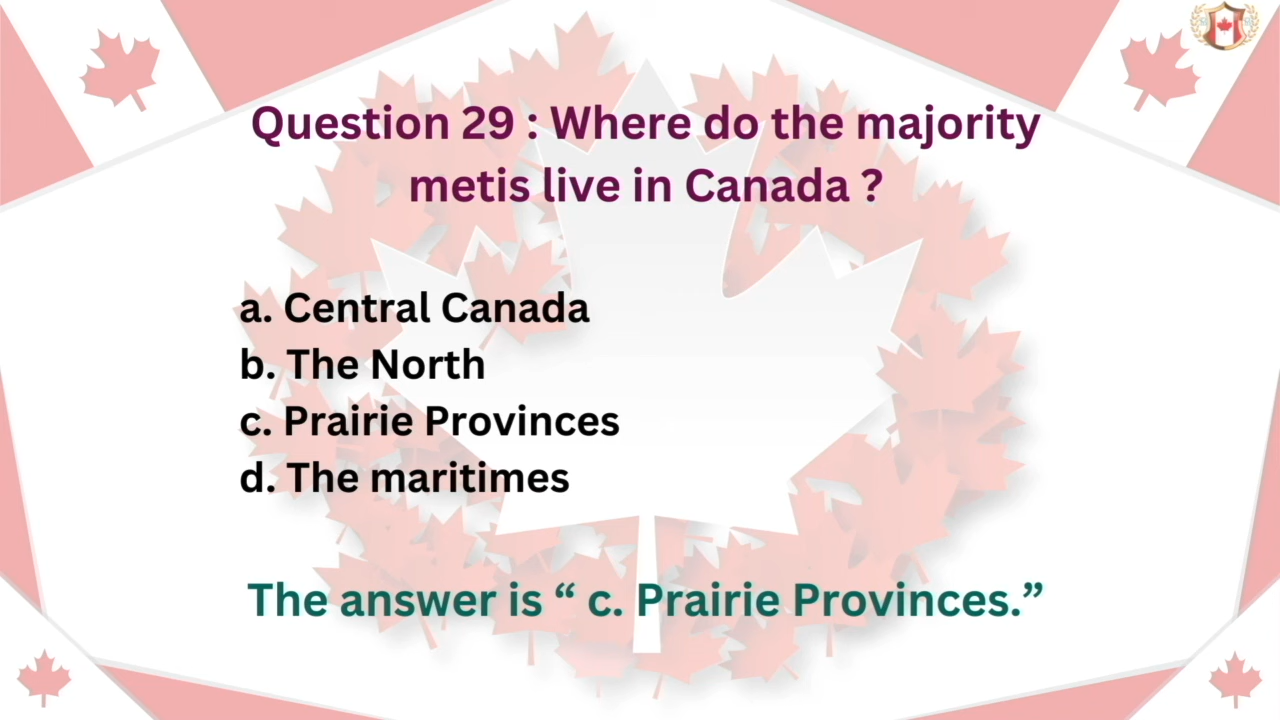 Question 29 : Where do the majority
metis live in Canada ?
a. Central Canada
b. The North
c. Prairie Provinces
d. The maritimes
The answer is “ c. Prairie Provinces.”